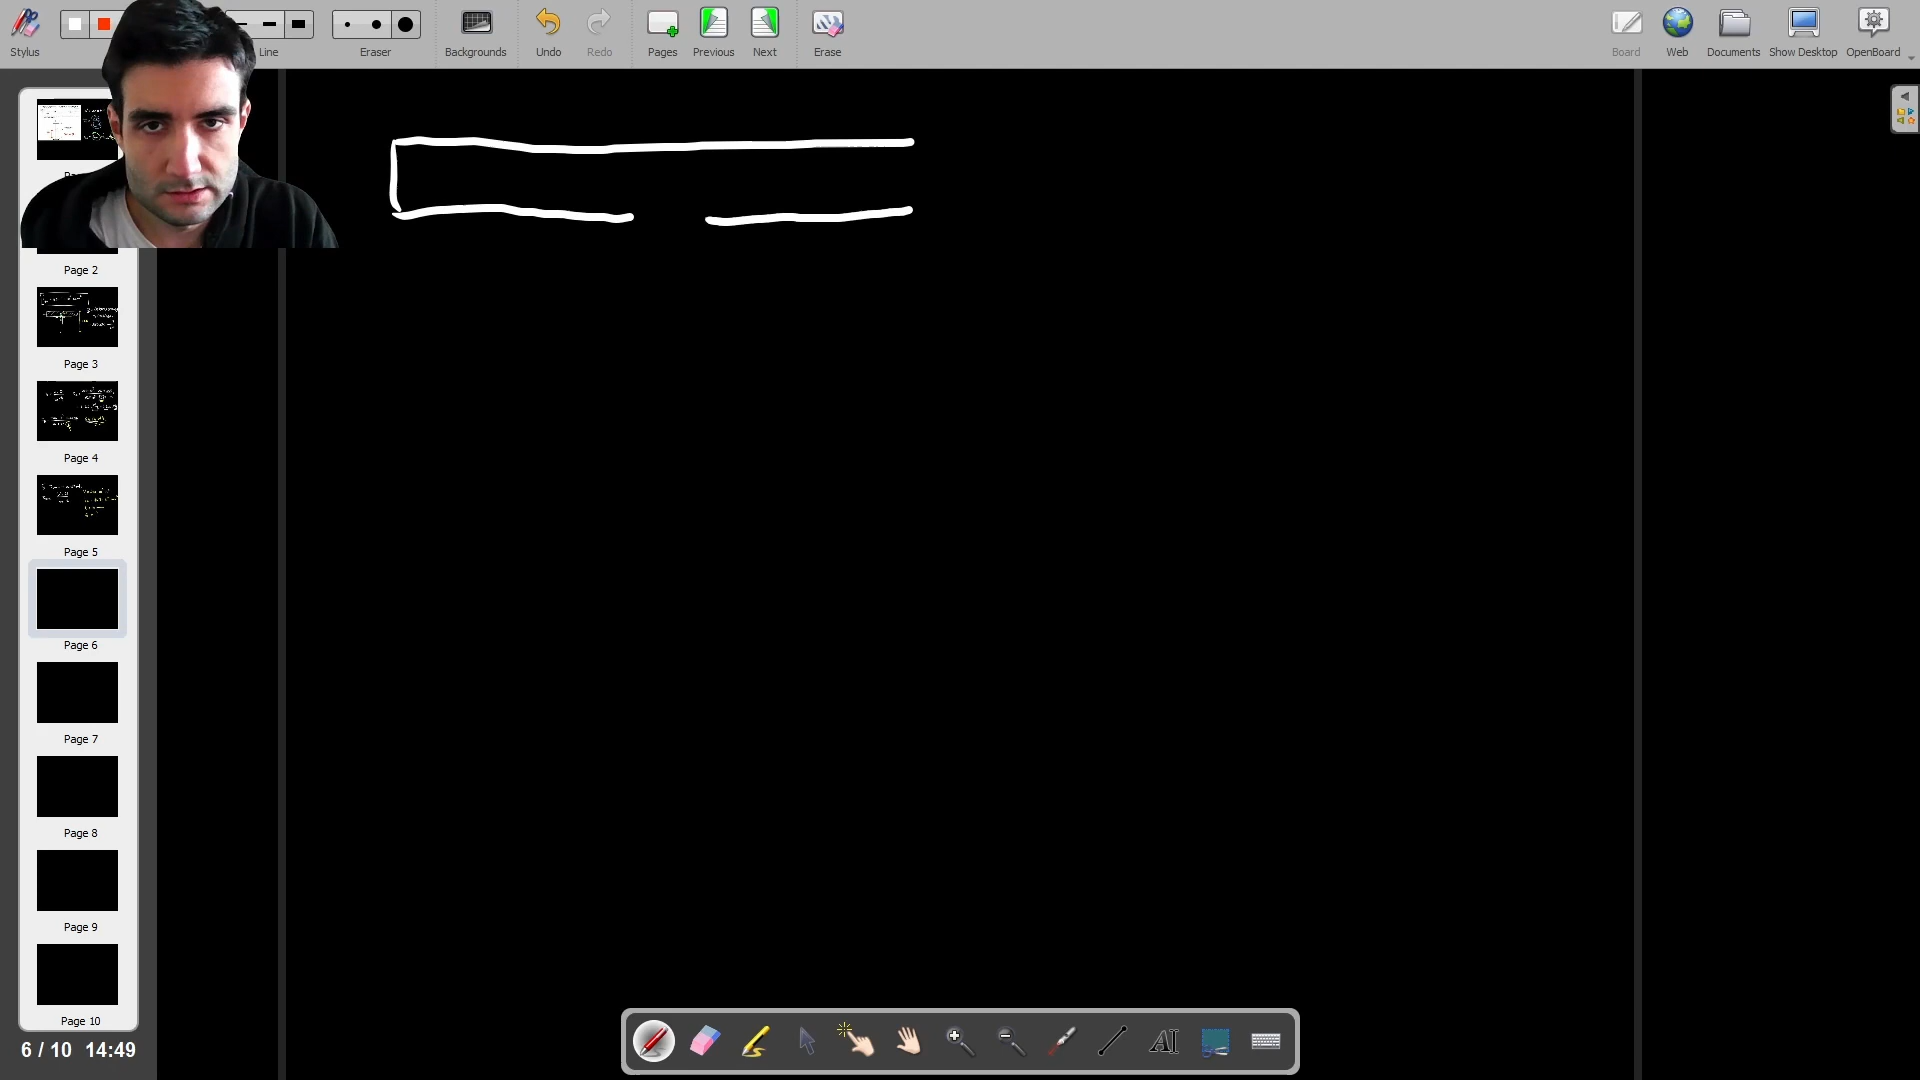 Stylus
Line
Eraser
Backgrounds
Undo
Redo
Pages
Previous
Next
Erase
Board
Web
Documents
Show Desktop
OpenBoard
Page 2
Page 3
Page 4
Page 5
Page 6
Page 7
Page 8
Page 9
Page 10
6 / 10 14:49
AI